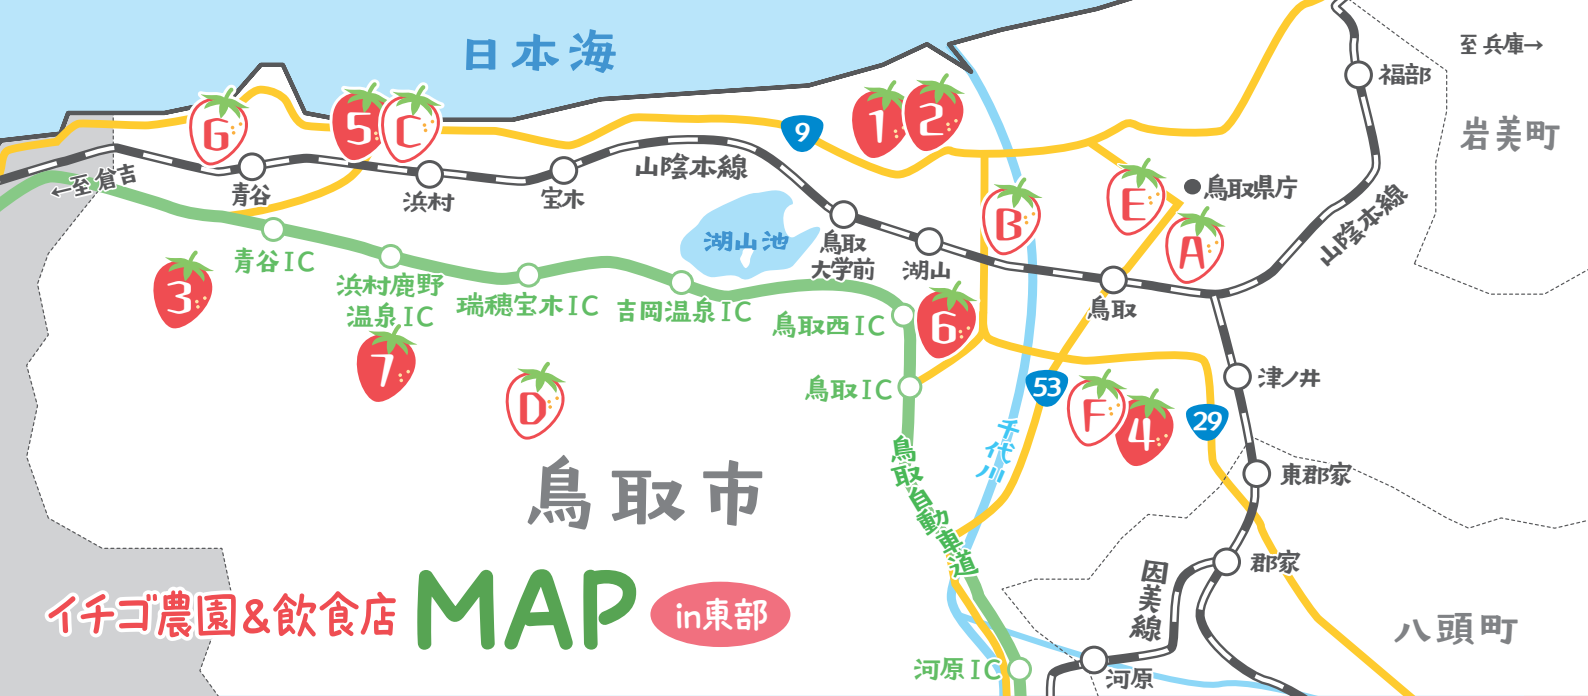 日本海
至 兵庫→
福部
岩美町
G
5
C
9
1
2
←至 倉吉
青谷
浜村
宝木
山陰本線
湖山池
鳥取
大学前
湖山
B
E
鳥取県庁
A
山陰本線
鳥取
青谷IC
浜村鹿野
温泉IC
瑞穂宝木IC
吉岡温泉IC
鳥取西IC
3
7
D
6
鳥取IC
53
F
4
29
津ノ井
千代川
鳥取自動車道
東郡家
郡家
因美線
八頭町
河原
河原IC
鳥取市
イチゴ農園&飲食店 MAP in東部